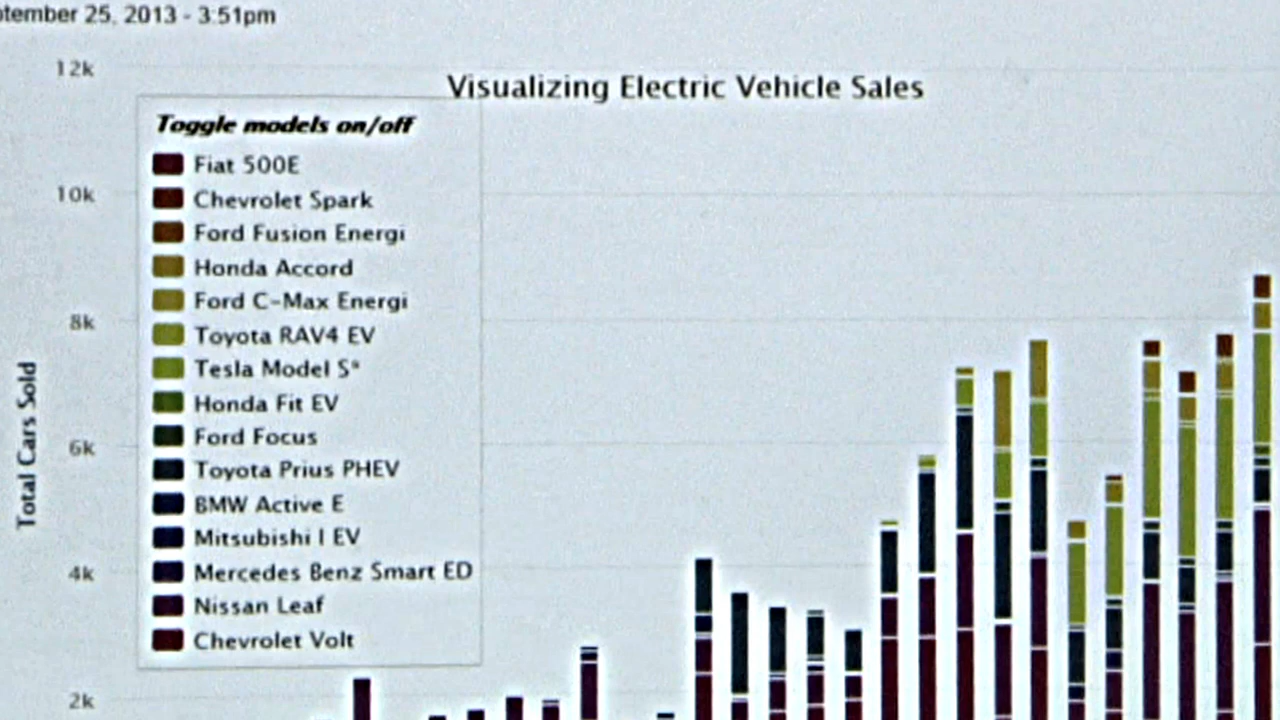 ptember 25, 2013 - 3:51pm
12k
Visualizing Electric Vehicle Sales
Toggle models on/off
Fiat 500E
10k
Chevrolet Spark
Ford Fusion Energi
Honda Accord
Ford C-Max Energi
8k
Toyota RAV4 EV
Tesla Model S*
Honda Fit EV
Ford Focus
6k
Total Cars Sold
Toyota Prius PHEV
BMW Active E
Mitsubishi I EV
4k
Mercedes Benz Smart ED
Nissan Leaf
Chevrolet Volt
2k